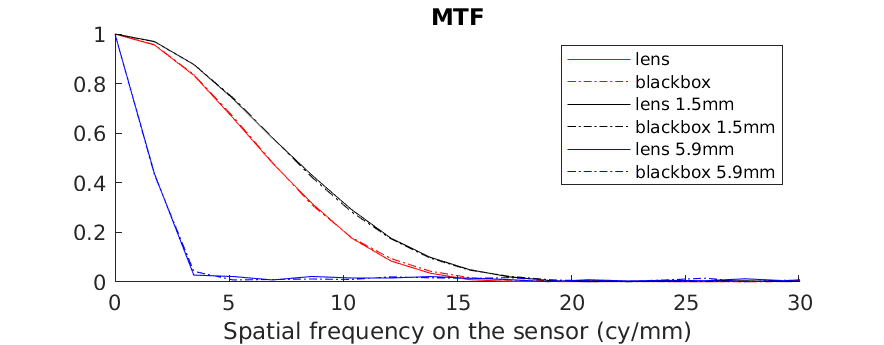 MTF
1
0.8
0.6
0.4
0.2
0
lens
blackbox
lens 1.5mm
blackbox 1.5mm
lens 5.9mm
blackbox 5.9mm
0 5 10 15 20 25 30
Spatial frequency on the sensor (cy/mm)